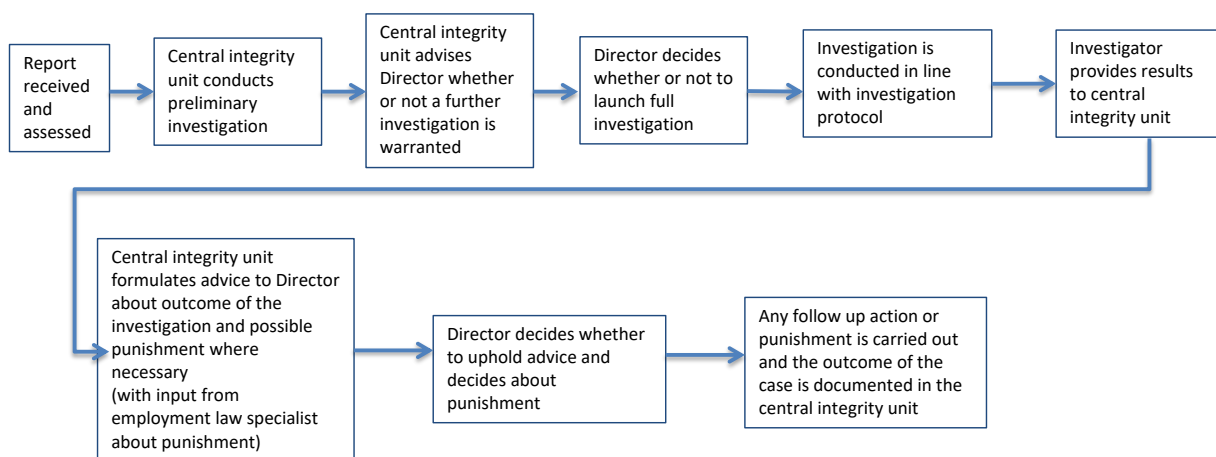 Report
received
and
assessed
Central integrity
unit conducts
preliminary
investigation
Central integrity
unit advises
Director whether
or not a further
investigation is
warranted
Director decides
whether or not to
launch full
investigation
Investigation is
conducted in line
with investigation
protocol
Investigator
provides results
to central
integrity unit
Central integrity unit
formulates advice to Director
about outcome of the
investigation and possible
punishment where
necessary
(with input from
employment law specialist
about punishment)
Director decides whether
to uphold advice and
decides about
punishment
Any follow up action or
punishment is carried out
and the outcome of the
case is documented in the
central integrity unit